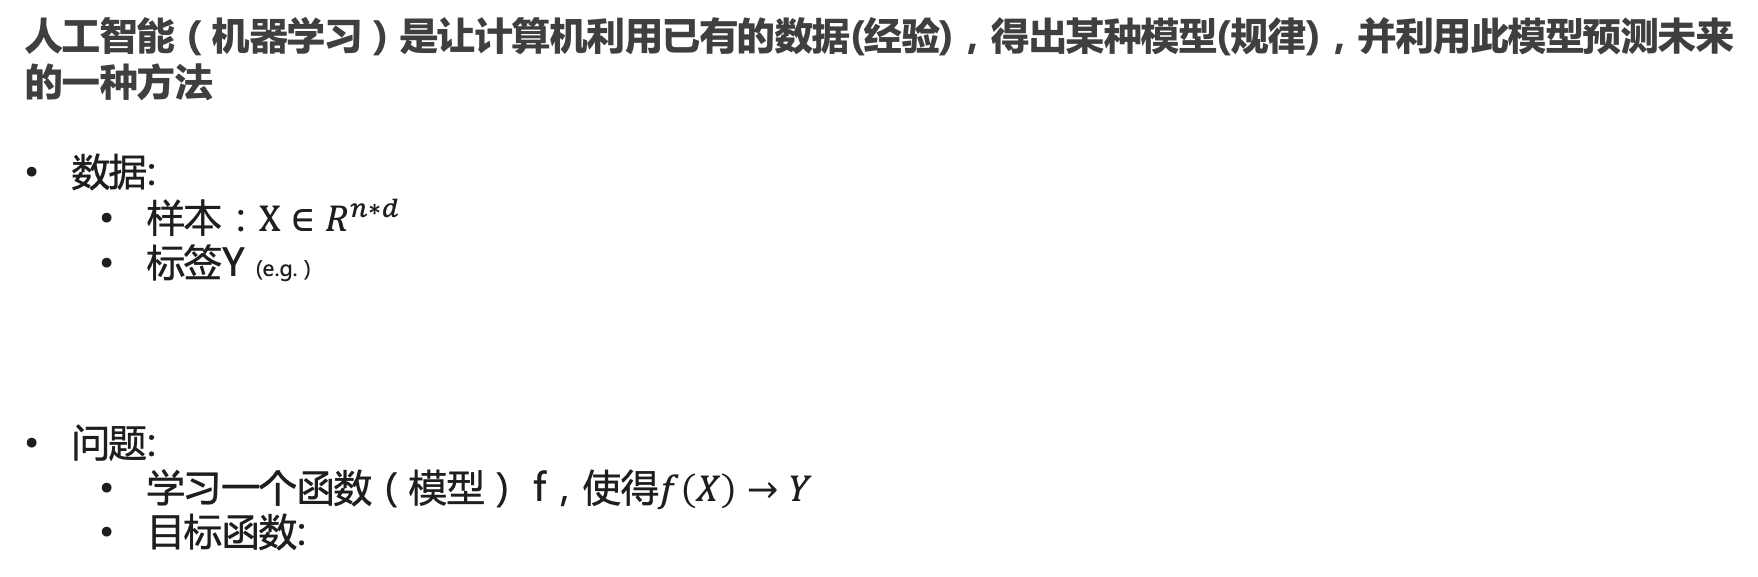 人工智能（机器学习）是让计算机利用已有的数据(经验)，得出某种模型(规律)，并利用此模型预测未来
的一种方法
• 数据:
• 样本：X ∈ R^{n*d}
• 标签Y (e.g. )
• 问题:
• 学习一个函数（模型） f，使得f(X) → Y
• 目标函数: